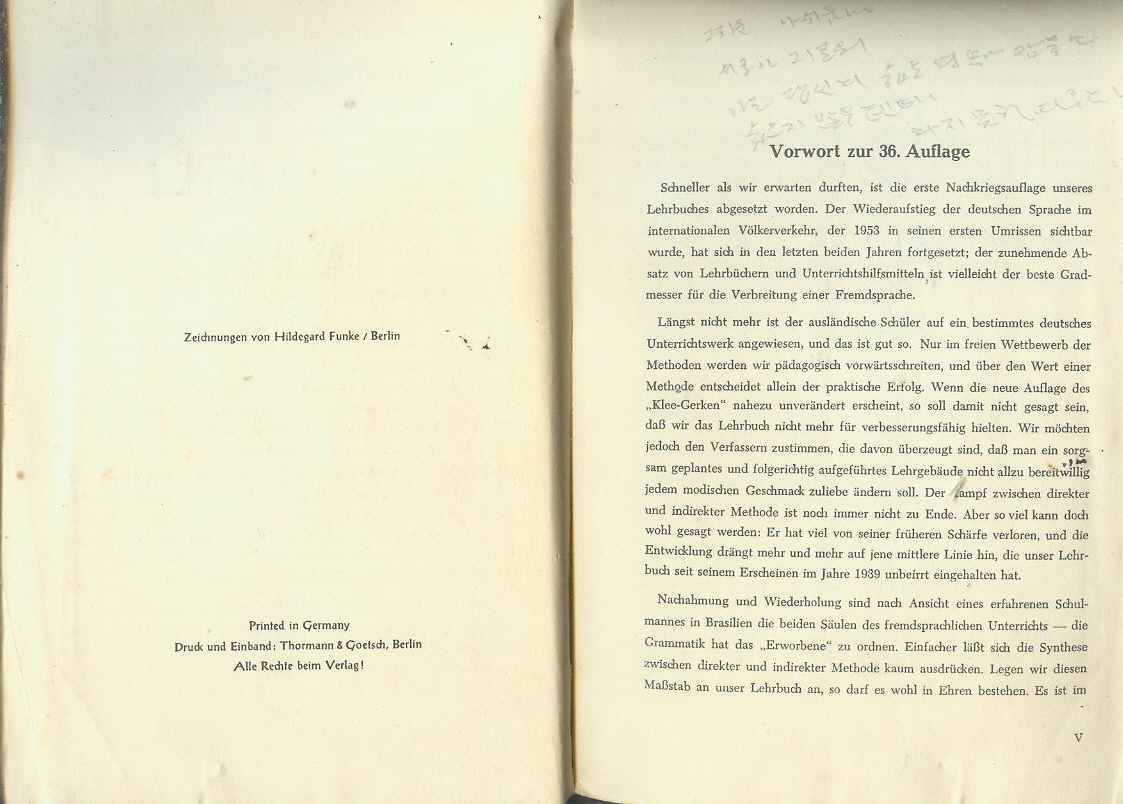 Zeichnungen von Hildegard Funke / Berlin
Printed in Germany
Druck und Einband: Thormann & Goetsch, Berlin
Alle Rechte beim Verlag!
Vorwort zur 36. Auflage
Schneller als wir erwarten durften, ist die erste Nachkriegsauflage unseres
Lehrbuches abgesetzt worden. Der Wiederaufstieg der deutschen Sprache im
internationalen Völkerverkehr, der 1953 in seinen ersten Umrissen sichtbar
wurde, hat sich in den letzten beiden Jahren fortgesetzt; der zunehmende Ab-
satz von Lehrbüchern und Unterrichtshilfsmitteln ist vielleicht der beste Grad-
messer für die Verbreitung einer Fremdsprache.
Längst nicht mehr ist der ausländische Schüler auf ein bestimmtes deutsches
Unterrichtswerk angewiesen, und das ist gut so. Nur im freien Wettbewerb der
Methoden werden wir pädagogisch vorwärtsschreiten, und über den Wert einer
Methode entscheidet allein der praktische Erfolg. Wenn die neue Auflage des
„Klee-Gerken“ nahezu unverändert erscheint, so soll damit nicht gesagt sein,
daß wir das Lehrbuch nicht mehr für verbesserungsfähig hielten. Wir möchten
jedoch den Verfassern zustimmen, die davon überzeugt sind, daß man ein sorg-
sam geplantes und folgerichtig aufgeführtes Lehrgebäude nicht allzu bereitwillig
jedem modischen Geschmack zuliebe ändern soll. Der ampf zwischen direkter
und indirekter Methode ist noch immer nicht zu Ende. Aber so viel kann doch
wohl gesagt werden: Er hat viel von seiner früheren Schärfe verloren, und die
Entwicklung drängt mehr und mehr auf jene mittlere Linie hin, die unser Lehr-
buch seit seinem Erscheinen im Jahre 1939 unbeirrt eingehalten hat.
Nachahmung und Wiederholung sind nach Ansicht eines erfahrenen Schul-
mannes in Brasilien die beiden Säulen des fremdsprachlichen Unterrichts — die
Grammatik hat das „Erworbene“ zu ordnen. Einfacher läßt sich die Synthese
zwischen direkter und indirekter Methode kaum ausdrücken. Legen wir diesen
Maßstab an unser Lehrbuch an, so darf es wohl in Ehren bestehen. Es ist im
V